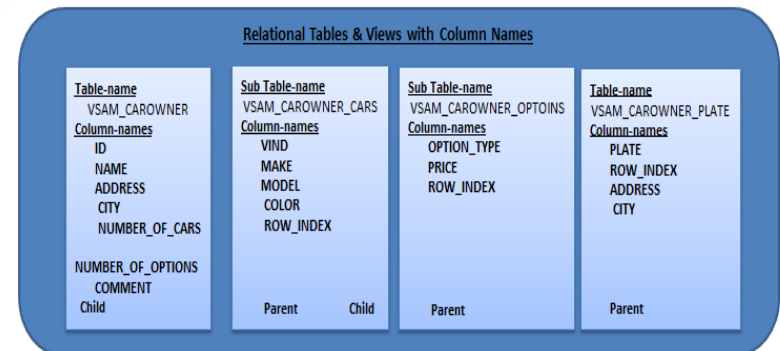 Relational Tables & Views with Column Names
Table-name
VSAM_CAROWNER
Column-names
ID
NAME
ADDRESS
CITY
NUMBER_OF_CARS
NUMBER_OF_OPTIONS
COMMENT
Child
Sub Table-name
VSAM_CAROWNER_CARS
Column-names
VIND
MAKE
MODEL
COLOR
ROW_INDEX
Parent Child
Sub Table-name
VSAM_CAROWNER_OPTOINS
Column-names
OPTION_TYPE
PRICE
ROW_INDEX
Parent
Table-name
VSAM_CAROWNER_PLATE
Column-names
PLATE
ROW_INDEX
ADDRESS
CITY
Parent